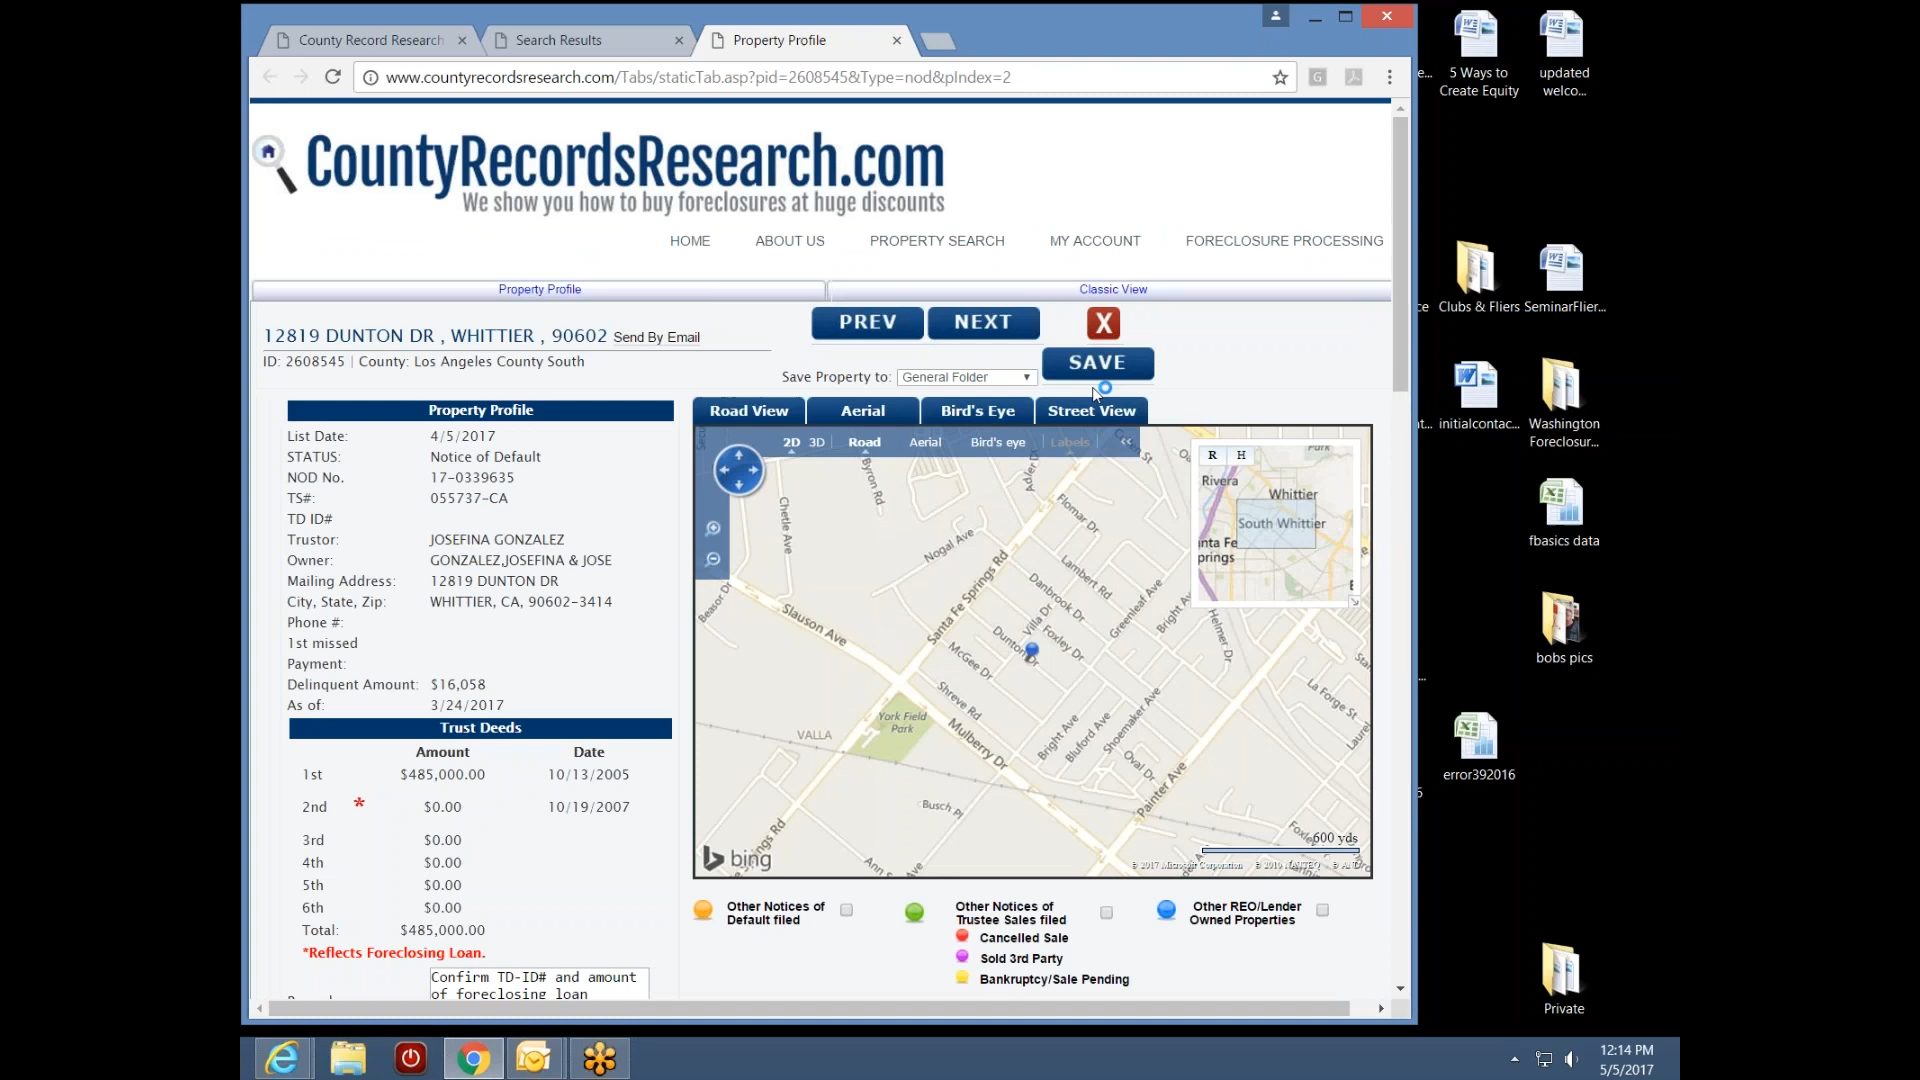 County Record Research
Search Results
Property Profile
www.countyrecordsresearch.com/Tabs/staticTab.asp?pid=2608545&Type=nod&pIndex=2
CountyRecordsResearch.com
We show you how to buy foreclosures at huge discounts
HOME ABOUT US PROPERTY SEARCH MY ACCOUNT FORECLOSURE PROCESSING
Property Profile
Classic View
PREV NEXT X
12819 DUNTON DR , WHITTIER , 90602 Send By Email
ID: 2608545 | County: Los Angeles County South
SAVE
Save Property to: General Folder
Property Profile
List Date: 4/5/2017
STATUS: Notice of Default
NOD No. 17-0339635
TS#: 055737-CA
TD ID#
Trustor: JOSEFINA GONZALEZ
Owner: GONZALEZ,JOSEFINA & JOSE
Mailing Address: 12819 DUNTON DR
City, State, Zip: WHITTIER, CA, 90602-3414
Phone #:
1st missed
Payment:
Delinquent Amount: $16,058
As of: 3/24/2017
Trust Deeds
Amount Date
1st $485,000.00 10/13/2005
2nd * $0.00 10/19/2007
3rd $0.00
4th $0.00
5th $0.00
6th $0.00
Total: $485,000.00
*Reflects Foreclosing Loan.
Confirm TD-ID# and amount
of foreclosing loan
Road View Aerial Bird's Eye Street View
2D 3D Road Aerial Bird's eye Labels «
R H
Park
Rivera
Whittier
South Whittier
anta Fe
prings
Byron Rd
Chetle Ave
Adler Dr
Flomar Dr
Nogal Ave
Lambert Rd
Santa Fe Springs Rd
Danbrook Dr
Greenleaf Ave
Bright Av
Helmer Dr
Beasor Dr
Slauson Ave
Villa Dr
Foxley Dr
Dunton Dr
McGee Dr
Shreve Rd
York Field
Park
VALLA
Mulberry Dr
Bright Ave
Bluford Ave
Shoemaker Ave
Oval Dr
Painter Ave
La Forge St
Busch Pl
600 yds
bing
© 2017 Microsoft Corporation
Other Notices of
Default filed
Other Notices of
Trustee Sales filed
Cancelled Sale
Sold 3rd Party
Bankruptcy/Sale Pending
Other REO/Lender
Owned Properties
5 Ways to
Create Equity
updated
welco...
Clubs & Fliers
SeminarFlier...
initialcontac...
Washington
Foreclosur...
fbasics data
bobs pics
error392016
Private
12:14 PM
5/5/2017